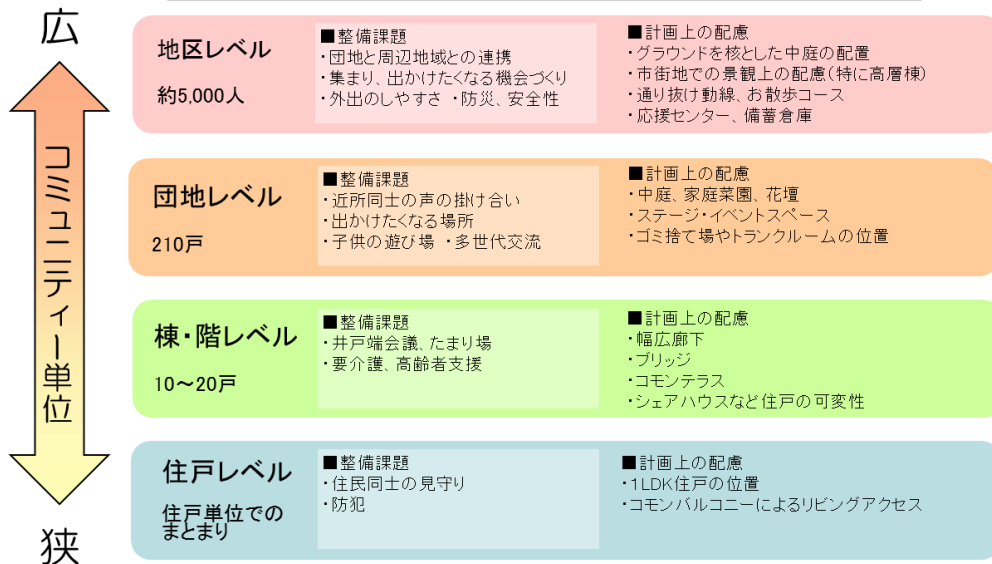 広
コミュニティー単位
狭
地区レベル
約5,000人
■整備課題
・団地と周辺地域との連携
・集まり、出かけたくなる機会づくり
・外出のしやすさ ・防災、安全性
■計画上の配慮
・グラウンドを核とした中庭の配置
・市街地での景観上の配慮(特に高層棟)
・通り抜け動線、お散歩コース
・応援センター、備蓄倉庫
団地レベル
210戸
■整備課題
・近所同士の声の掛け合い
・出かけたくなる場所
・子供の遊び場 ・多世代交流
■計画上の配慮
・中庭、家庭菜園、花壇
・ステージ・イベントスペース
・ゴミ捨て場やトランクルームの位置
棟・階レベル
10～20戸
■整備課題
・井戸端会議、たまり場
・要介護、高齢者支援
■計画上の配慮
・幅広廊下
・ブリッジ
・コモンテラス
・シェアハウスなど住戸の可変性
住戸レベル
住戸単位での
まとまり
■整備課題
・住民同士の見守り
・防犯
■計画上の配慮
・1LDK住戸の位置
・コモンバルコニーによるリビングアクセス